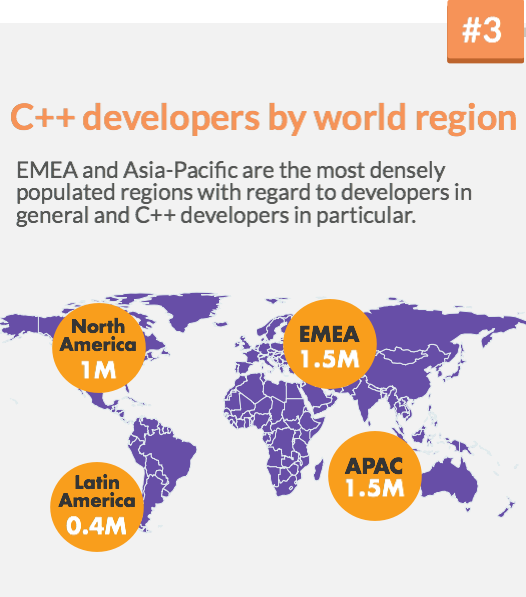 #3
C++ developers by world region
EMEA and Asia-Pacific are the most densely
populated regions with regard to developers in
general and C++ developers in particular.
North
America
1M
EMEA
1.5M
APAC
1.5M
Latin
America
0.4M